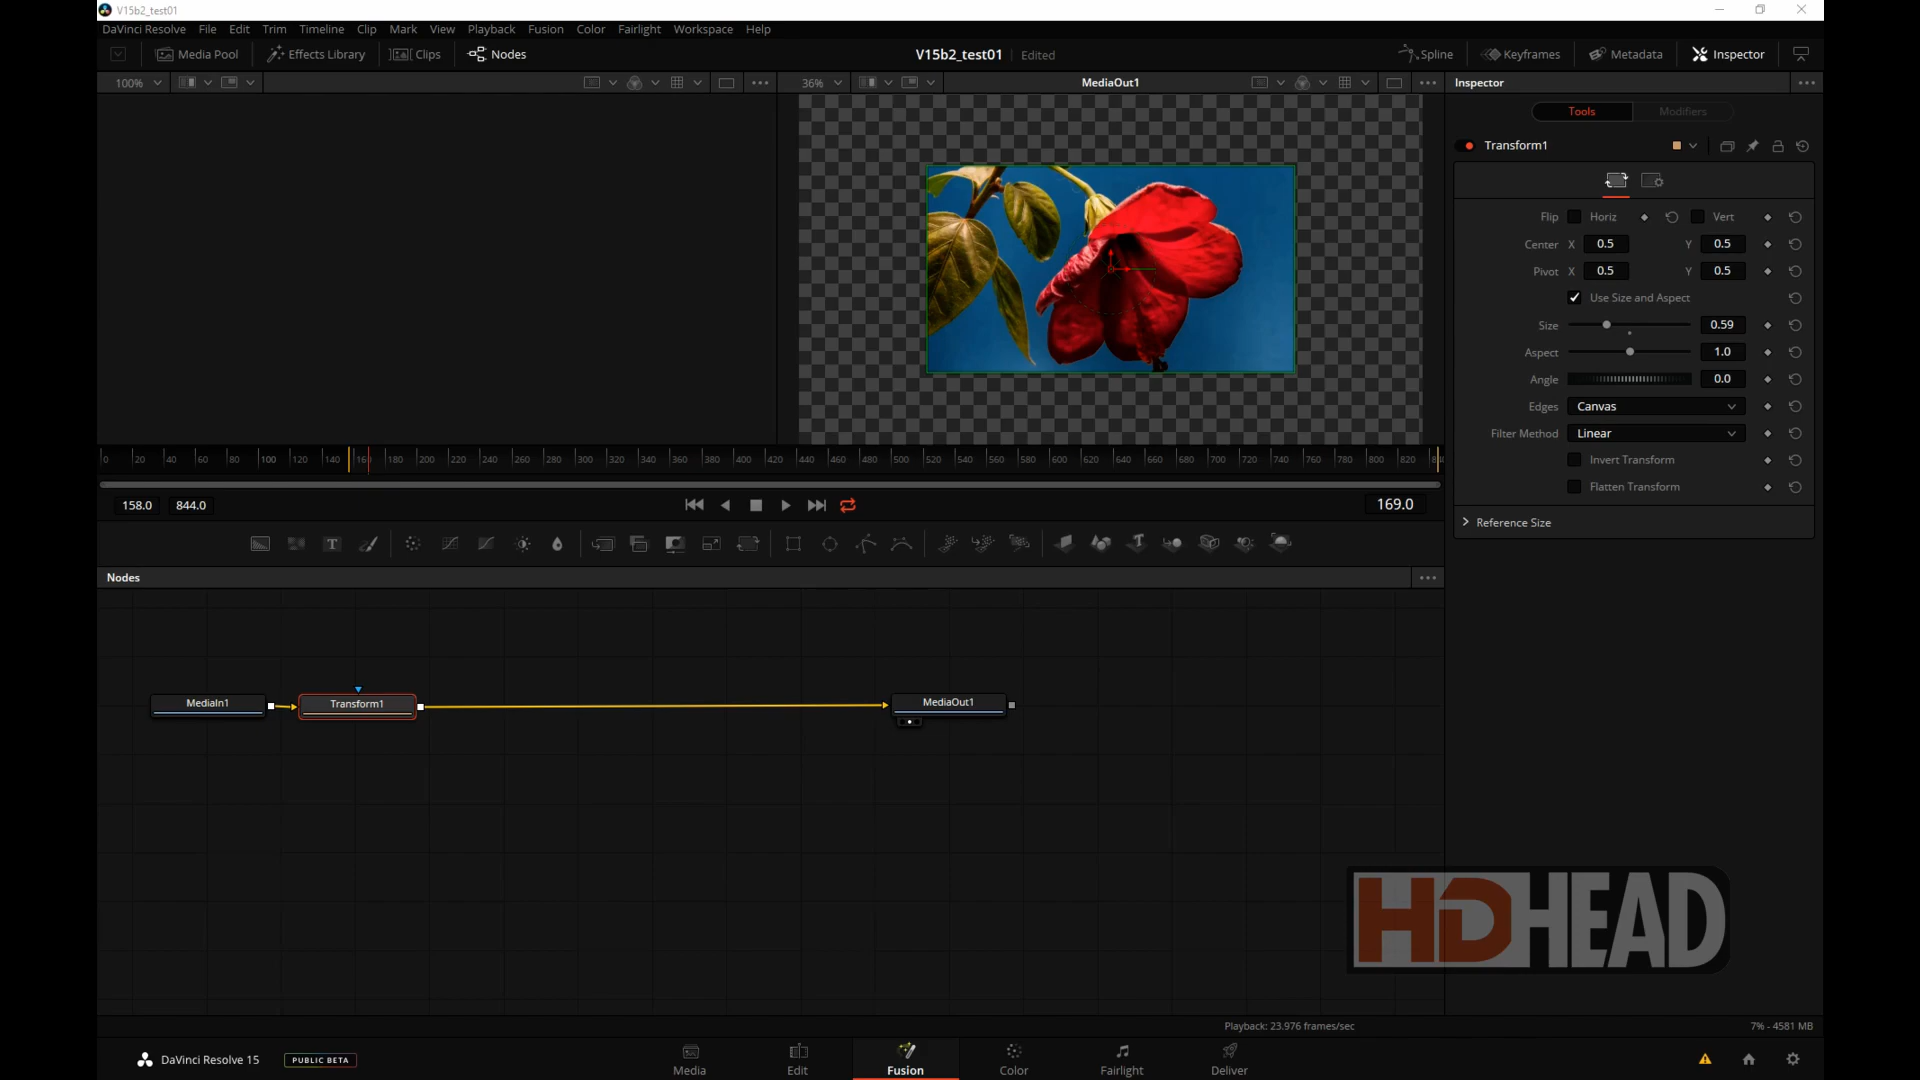 V15b2_test01
DaVinci Resolve File Edit Trim Timeline Clip Mark View Playback Fusion Color Fairlight Workspace Help
Media Pool Effects Library Clips Nodes V15b2_test01 Edited Spline Keyframes Metadata Inspector
100% 36% MediaOut1 Inspector
Tools Modifiers
Transform1
Flip Horiz Vert
Center X 0.5 Y 0.5
Pivot X 0.5 Y 0.5
Use Size and Aspect
Size 0.59
Aspect 1.0
Angle 0.0
Edges Canvas
Filter Method Linear
Invert Transform
Flatten Transform
Reference Size
0 20 40 60 80 100 120 140 160 180 200 220 240 260 280 300 320 340 360 380 400 420 440 460 480 500 520 540 560 580 600 620 640 660 680 700 720 740 760 780 800 820
158.0 844.0 169.0
Nodes
MediaIn1 Transform1 MediaOut1
HDHEAD
Playback: 23.976 frames/sec 7% - 4581 MB
DaVinci Resolve 15 PUBLIC BETA Media Edit Fusion Color Fairlight Deliver